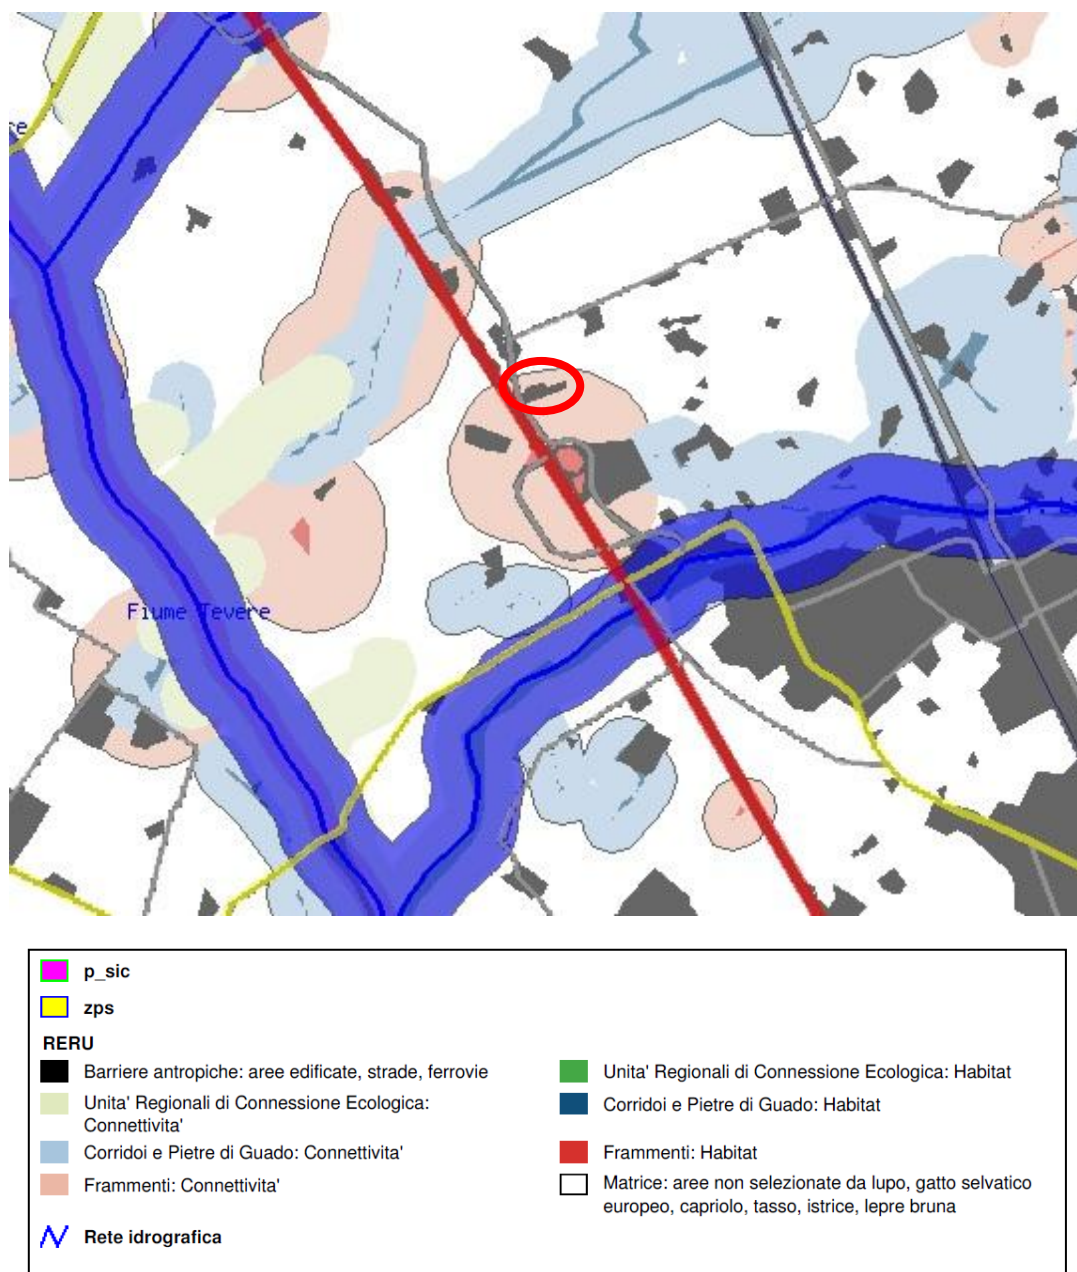 re
Fiume Tevere
p_sic
zps
RERU
Barriere antropiche: aree edificate, strade, ferrovie
Unita' Regionali di Connessione Ecologica:
Connettivita'
Corridoi e Pietre di Guado: Connettivita'
Frammenti: Connettivita'
Rete idrografica
Unita' Regionali di Connessione Ecologica: Habitat
Corridoi e Pietre di Guado: Habitat
Frammenti: Habitat
Matrice: aree non selezionate da lupo, gatto selvatico
europeo, capriolo, tasso, istrice, lepre bruna